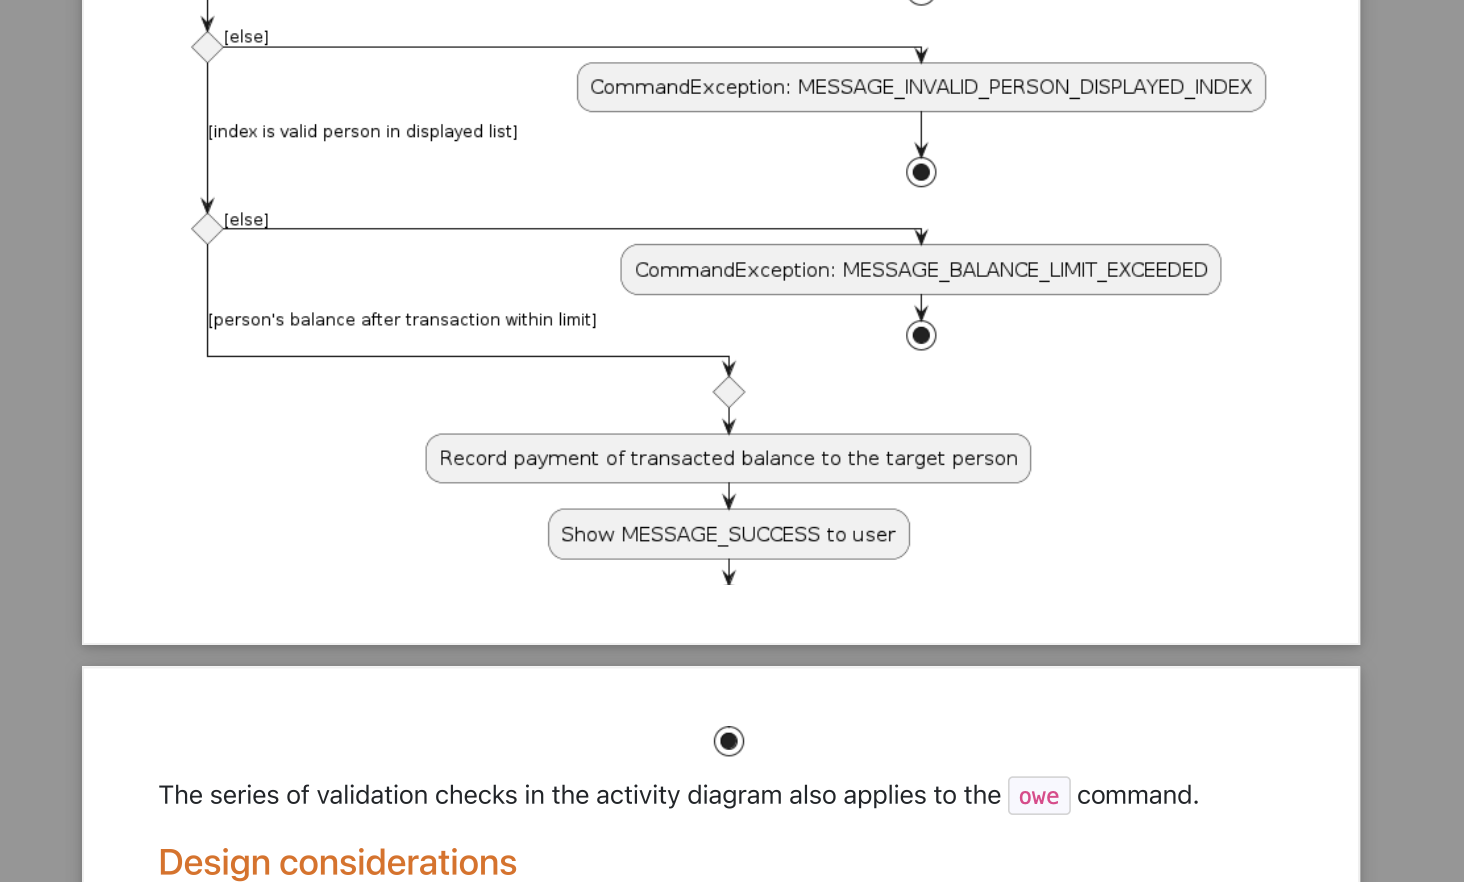 [else]
CommandException: MESSAGE_INVALID_PERSON_DISPLAYED_INDEX
[index is valid person in displayed list]
[else]
CommandException: MESSAGE_BALANCE_LIMIT_EXCEEDED
[person's balance after transaction within limit]
Record payment of transacted balance to the target person
Show MESSAGE_SUCCESS to user
The series of validation checks in the activity diagram also applies to the owe command.
Design considerations